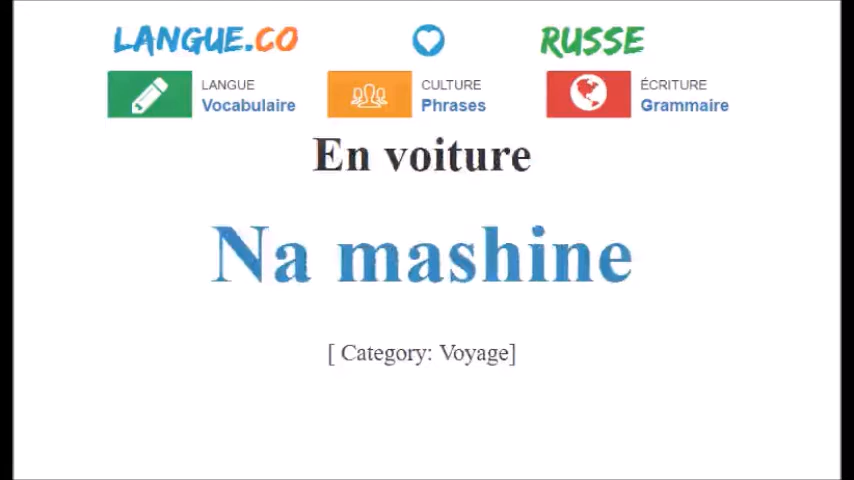 LANGUE.CO
RUSSE
LANGUE
Vocabulaire
CULTURE
Phrases
ÉCRITURE
Grammaire
En voiture
Na mashine
[ Category: Voyage]